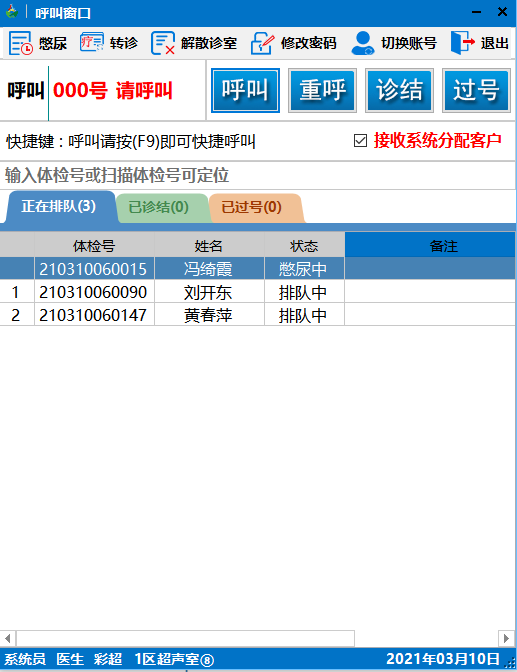 呼叫窗口
憋尿 转诊 解散诊室 修改密码 切换账号 退出
呼叫 000号 请呼叫 呼叫 重呼 诊结 过号
快捷键：呼叫请按(F9)即可快捷呼叫 接收系统分配客户
输入体检号或扫描体检号可定位
正在排队(3) 已诊结(0) 已过号(0)
体检号 姓名 状态 备注
210310060015 冯绮霞 憋尿中
1 210310060090 刘开东 排队中
2 210310060147 黄春萍 排队中
系统员 医生 彩超 1区超声室⑧ 2021年03月10日